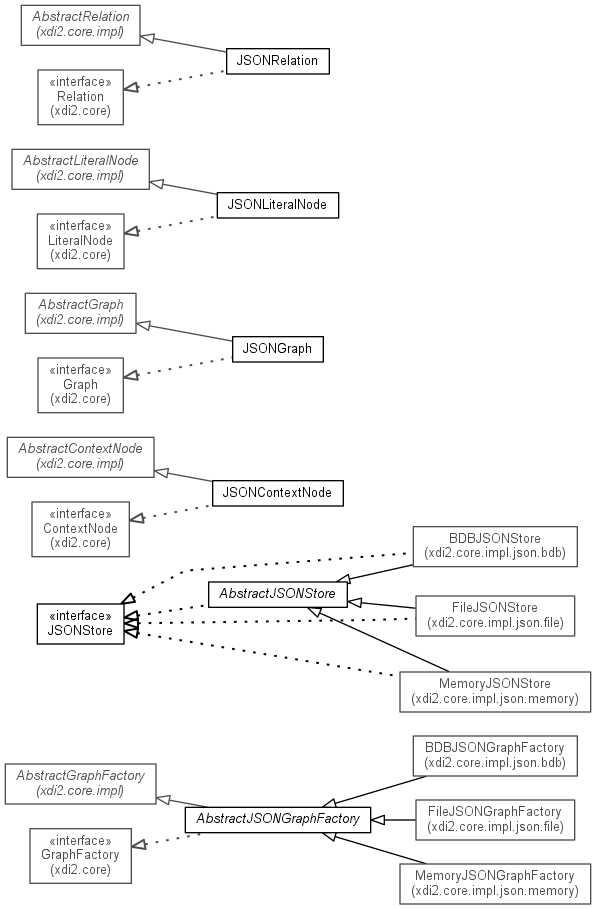 AbstractRelation
(xdi2.core.impl)
JSONRelation
«interface»
Relation
(xdi2.core)
AbstractLiteralNode
(xdi2.core.impl)
JSONLiteralNode
«interface»
LiteralNode
(xdi2.core)
AbstractGraph
(xdi2.core.impl)
JSONGraph
«interface»
Graph
(xdi2.core)
AbstractContextNode
(xdi2.core.impl)
JSONContextNode
«interface»
ContextNode
(xdi2.core)
BDBJSONStore
(xdi2.core.impl.json.bdb)
AbstractJSONStore
FileJSONStore
(xdi2.core.impl.json.file)
«interface»
JSONStore
MemoryJSONStore
(xdi2.core.impl.json.memory)
BDBJSONGraphFactory
(xdi2.core.impl.json.bdb)
AbstractGraphFactory
(xdi2.core.impl)
AbstractJSONGraphFactory
FileJSONGraphFactory
(xdi2.core.impl.json.file)
«interface»
GraphFactory
(xdi2.core)
MemoryJSONGraphFactory
(xdi2.core.impl.json.memory)